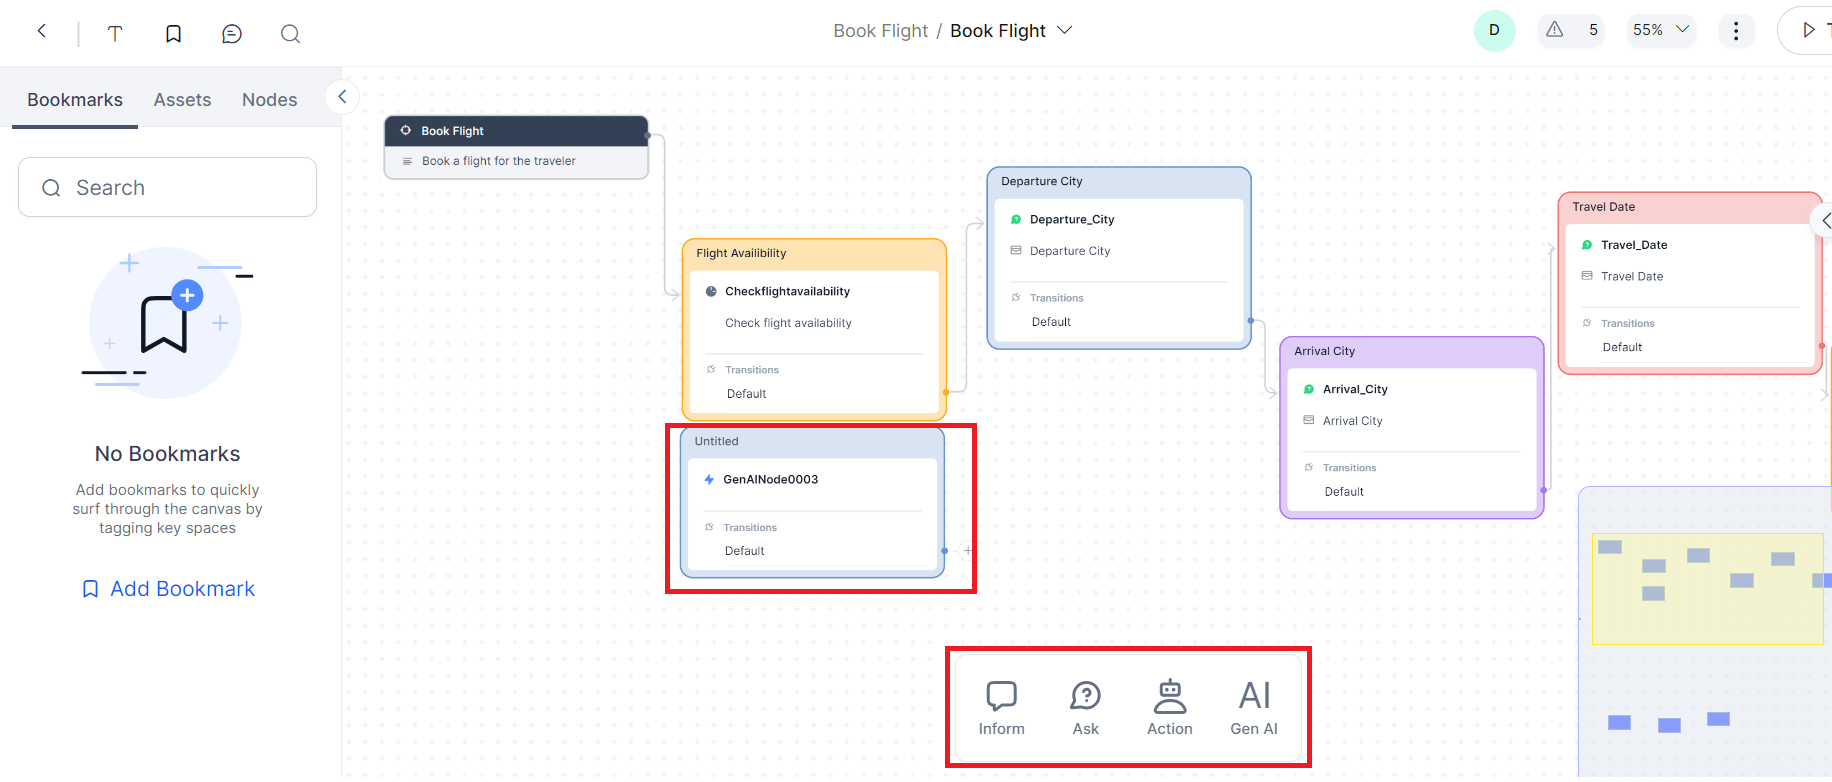 Book Flight / Book Flight
D
5
55%
Bookmarks
Assets
Nodes
Search
No Bookmarks
Add bookmarks to quickly
surf through the canvas by
tagging key spaces
Add Bookmark
Book Flight
Book a flight for the traveler
Flight Availibility
Checkflightavailability
Check flight availability
Transitions
Default
Untitled
GenAINode0003
Transitions
Default
Departure City
Departure_City
Departure City
Transitions
Default
Arrival City
Arrival_City
Arrival City
Transitions
Default
Travel Date
Travel_Date
Travel Date
Transitions
Default
Inform
Ask
Action
AI
Gen AI